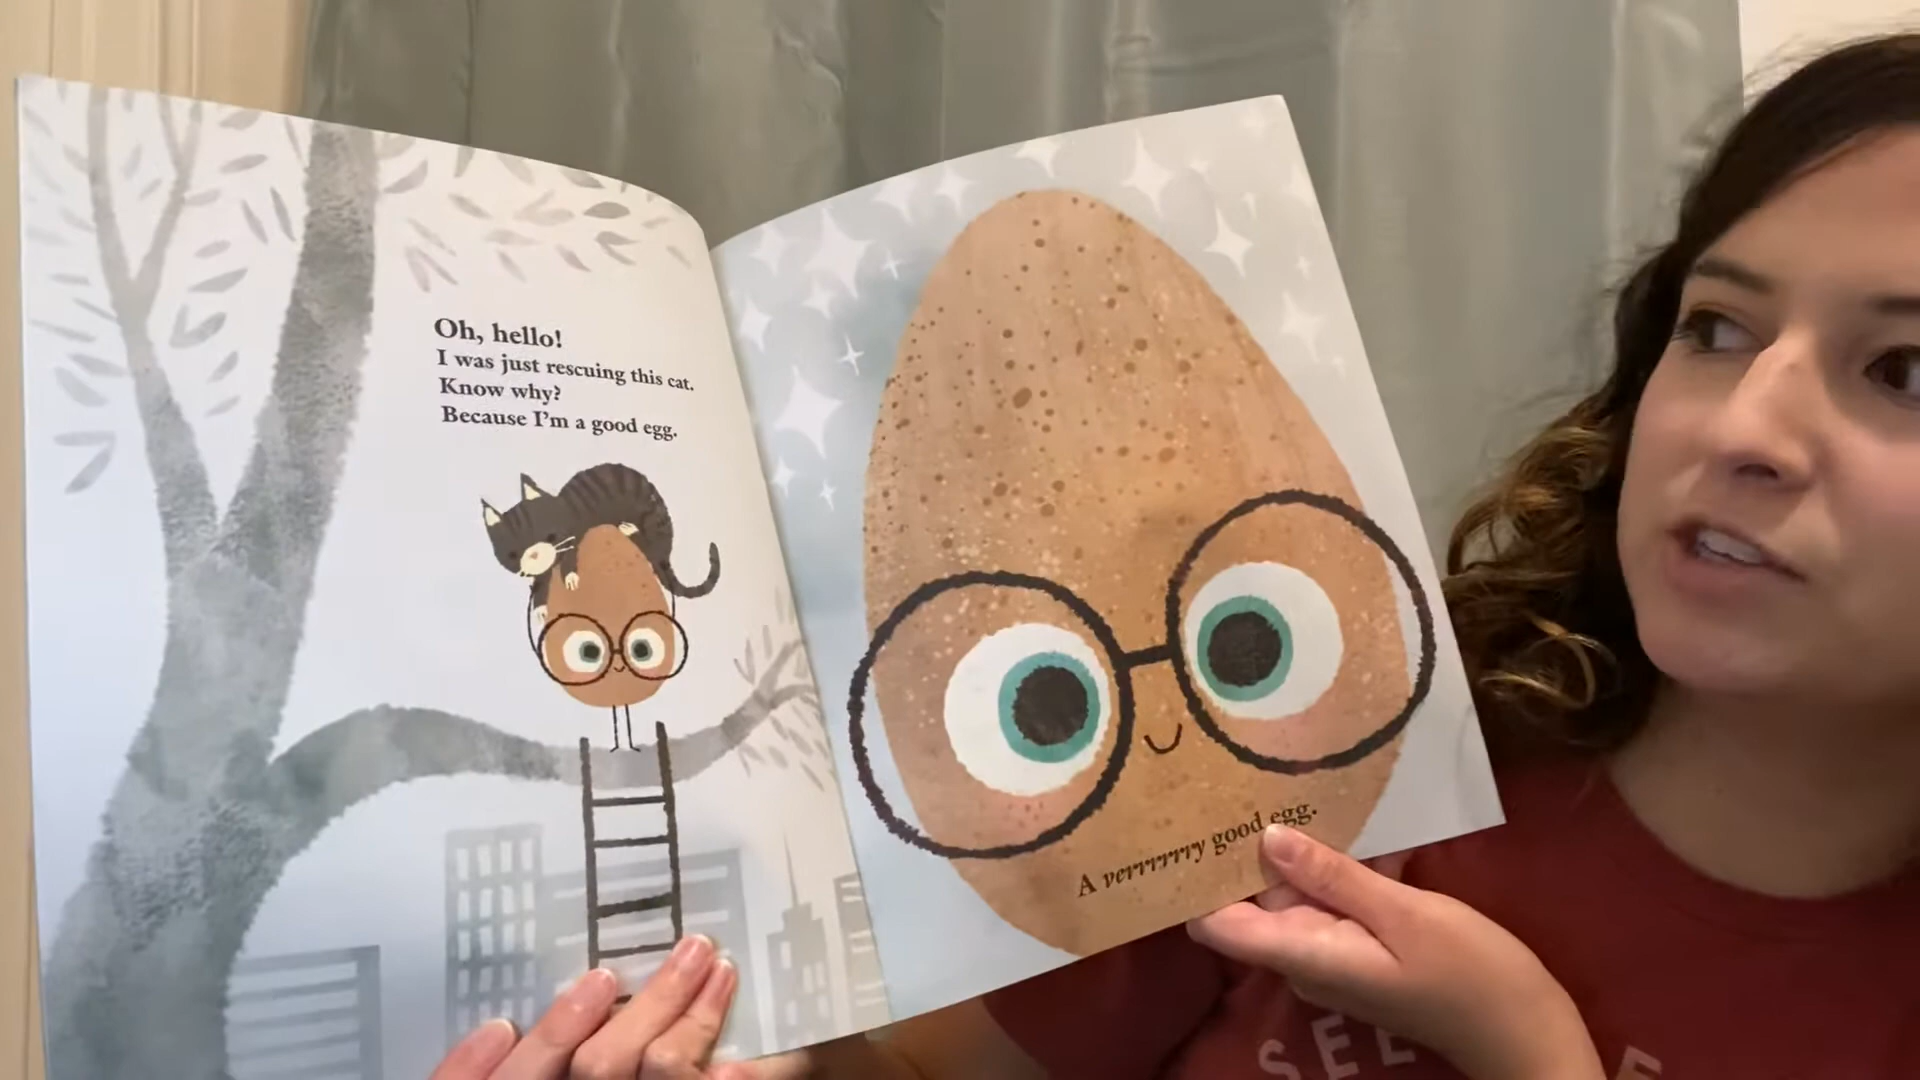 Oh, hello!
I was just rescuing this cat.
Know why?
Because I'm a good egg.
A verrrrrry good egg.